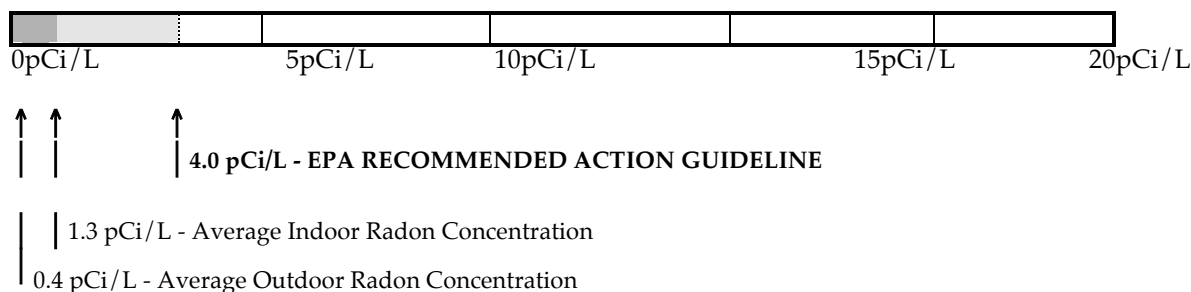 0pCi/L 5pCi/L 10pCi/L 15pCi/L 20pCi/L
4.0 pCi/L - EPA RECOMMENDED ACTION GUIDELINE
1.3 pCi/L - Average Indoor Radon Concentration
0.4 pCi/L - Average Outdoor Radon Concentration